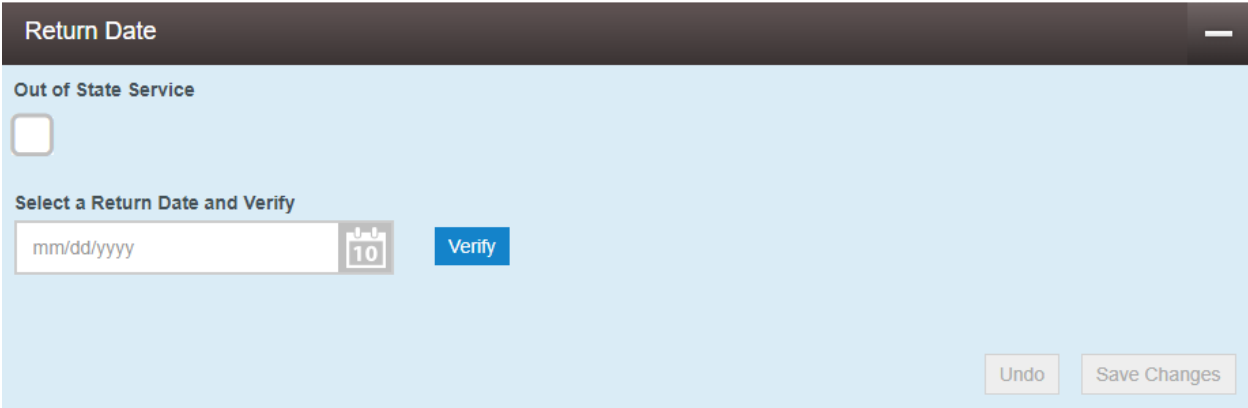 Return Date
Out of State Service
Select a Return Date and Verify
mm/dd/yyyy 10 Verify
Undo Save Changes